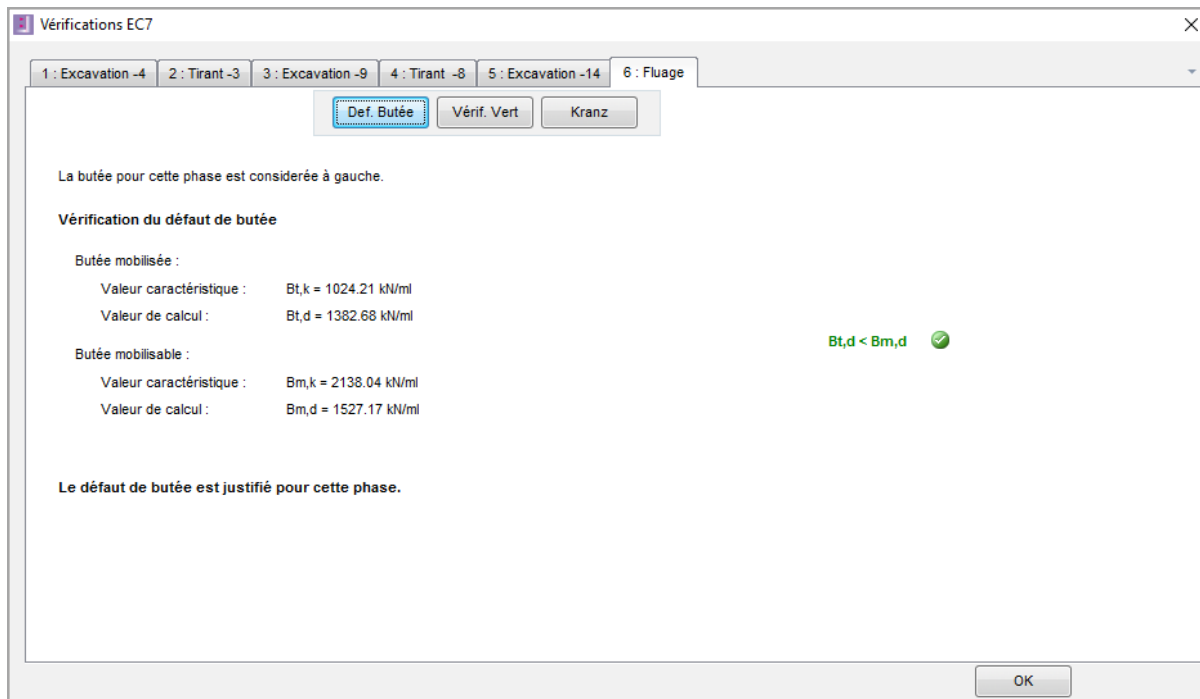 Vérifications EC7
1 : Excavation -4
2 : Tirant -3
3 : Excavation -9
4 : Tirant -8
5 : Excavation -14
6 : Fluage
Def. Butée
Vérif. Vert
Kranz
La butée pour cette phase est considerée à gauche.
Vérification du défaut de butée
Butée mobilisée :
Valeur caractéristique : Bt,k = 1024.21 kN/ml
Valeur de calcul : Bt,d = 1382.68 kN/ml
Bt,d < Bm,d
Butée mobilisable :
Valeur caractéristique : Bm,k = 2138.04 kN/ml
Valeur de calcul : Bm,d = 1527.17 kN/ml
Le défaut de butée est justifié pour cette phase.
OK